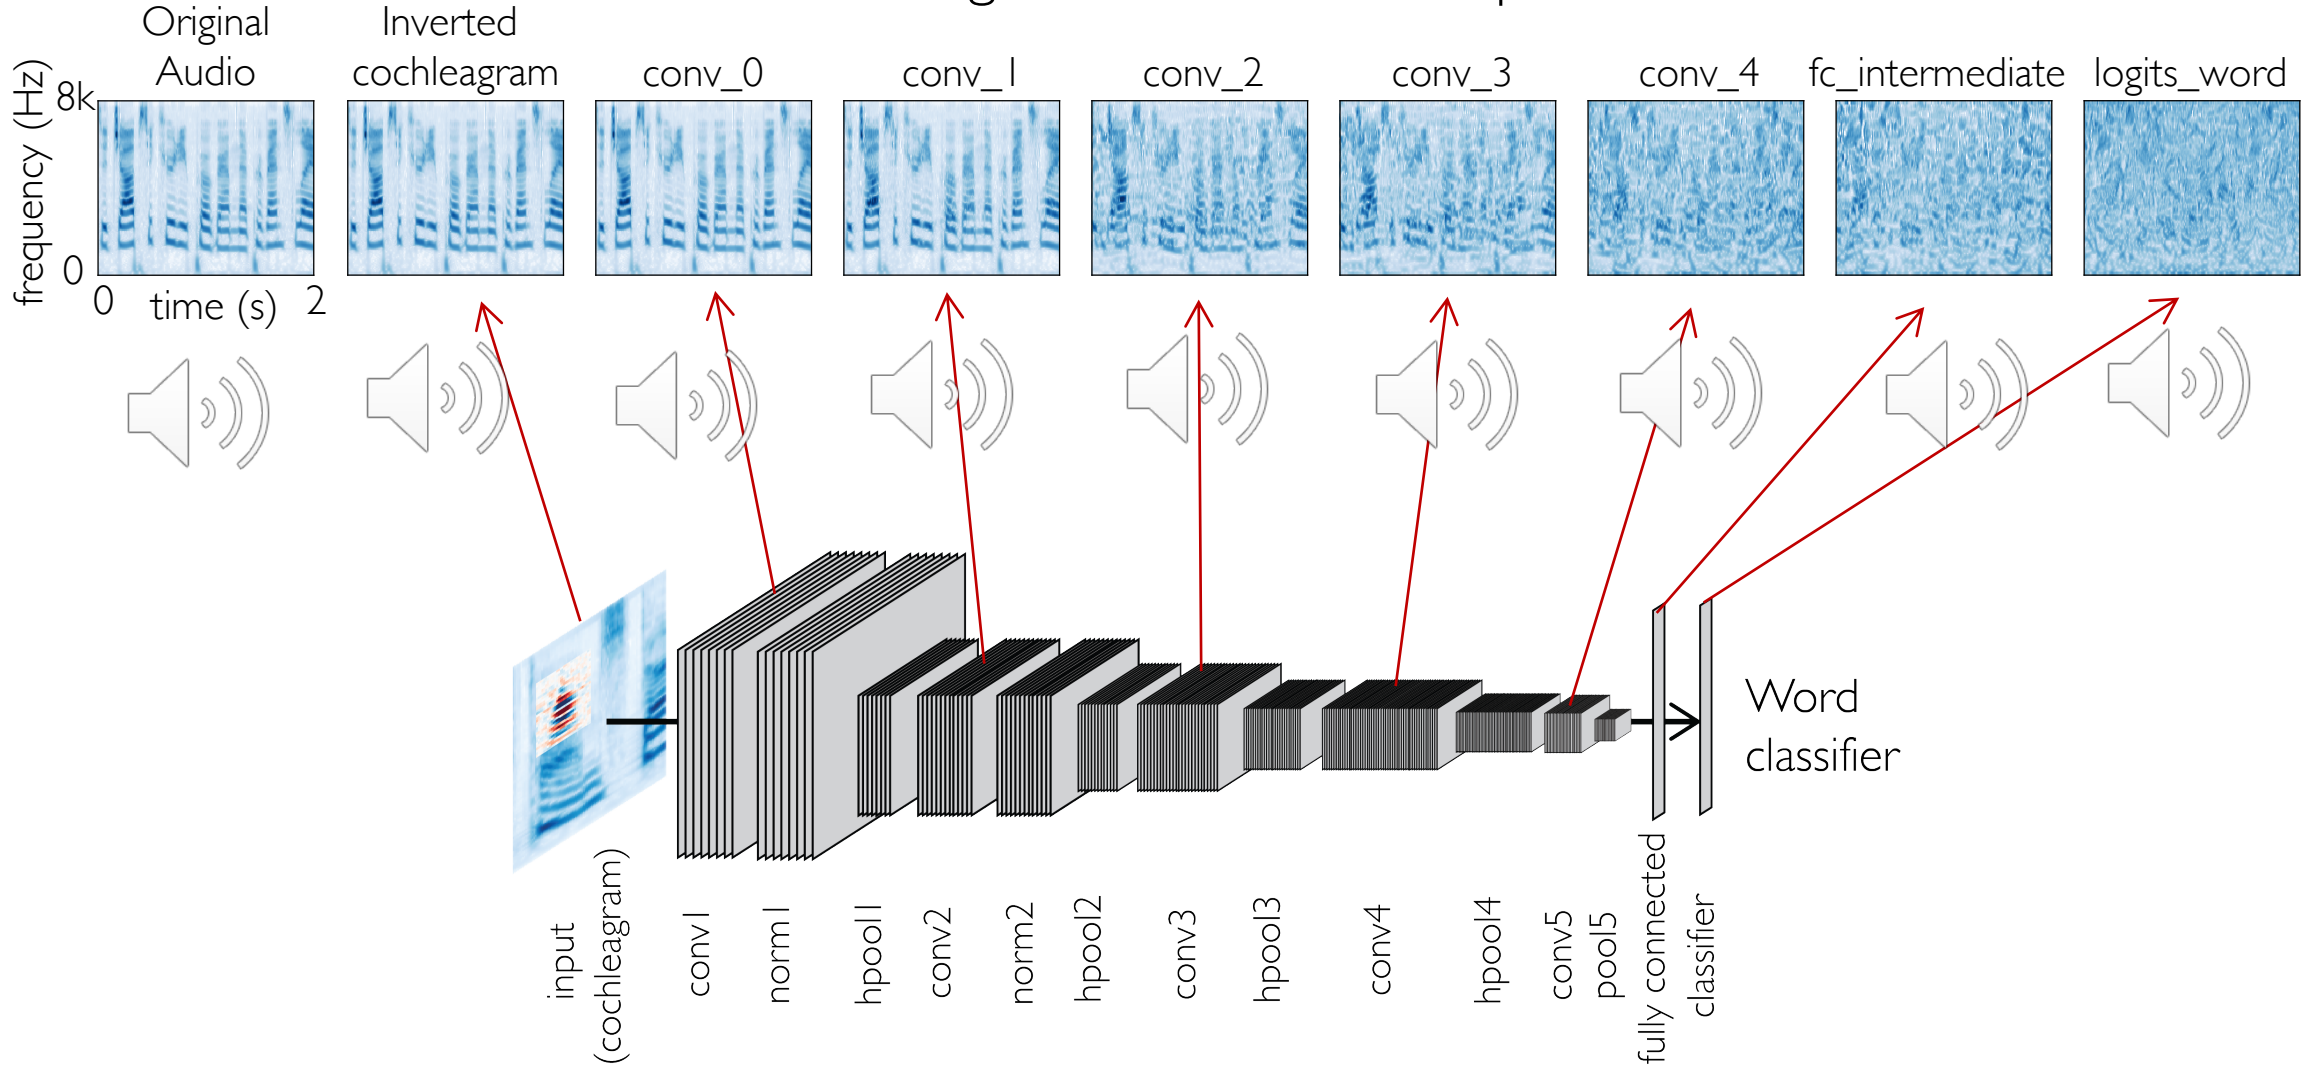 Original
Audio
Inverted
cochleagram
conv_0
conv_1
conv_2
conv_3
conv_4
fc_intermediate
logits_word
frequency (Hz)
8k
0
0
time (s)
2
Word
classifier
input
(cochleagram)
conv1
norm1
hpool1
conv2
norm2
hpool2
conv3
hpool3
conv4
hpool4
conv5
pool5
fully connected
classifier